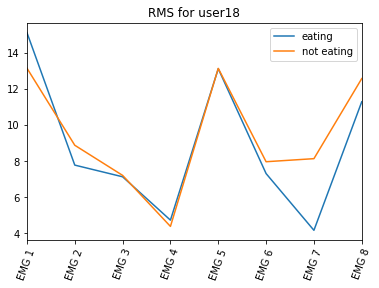 RMS for user18
eating
not eating
14
12
10
8
6
4
EMG 1
EMG 2
EMG 3
EMG 4
EMG 5
EMG 6
EMG 7
EMG 8